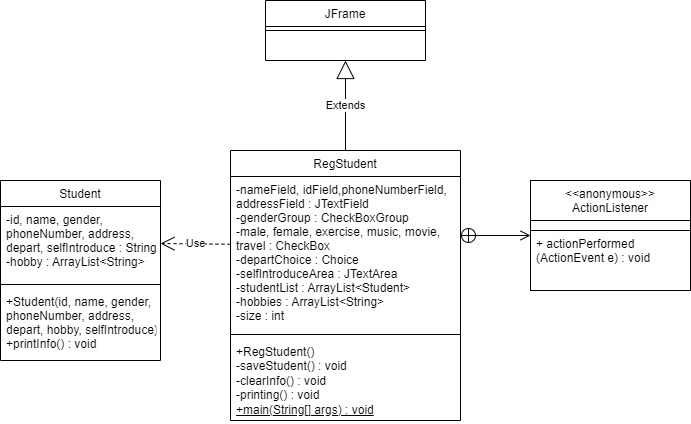 JFrame
Extends
RegStudent
-nameField, idField,phoneNumberField,
addressField : JTextField
-genderGroup : CheckBoxGroup
-male, female, exercise, music, movie,
travel : CheckBox
-departChoice : Choice
-selfIntroduceArea : JTextArea
-studentList : ArrayList<Student>
-hobbies : ArrayList<String>
-size : int
+RegStudent()
-saveStudent() : void
-clearInfo() : void
-printing() : void
+main(String[] args) : void
Student
-id, name, gender,
phoneNumber, address,
depart, selfIntroduce : String
-hobby : ArrayList<String>
+Student(id, name, gender,
phoneNumber, address,
depart, hobby, selfIntroduce)
+printInfo() : void
Use
<<anonymous>>
ActionListener
+ actionPerformed
(ActionEvent e) : void